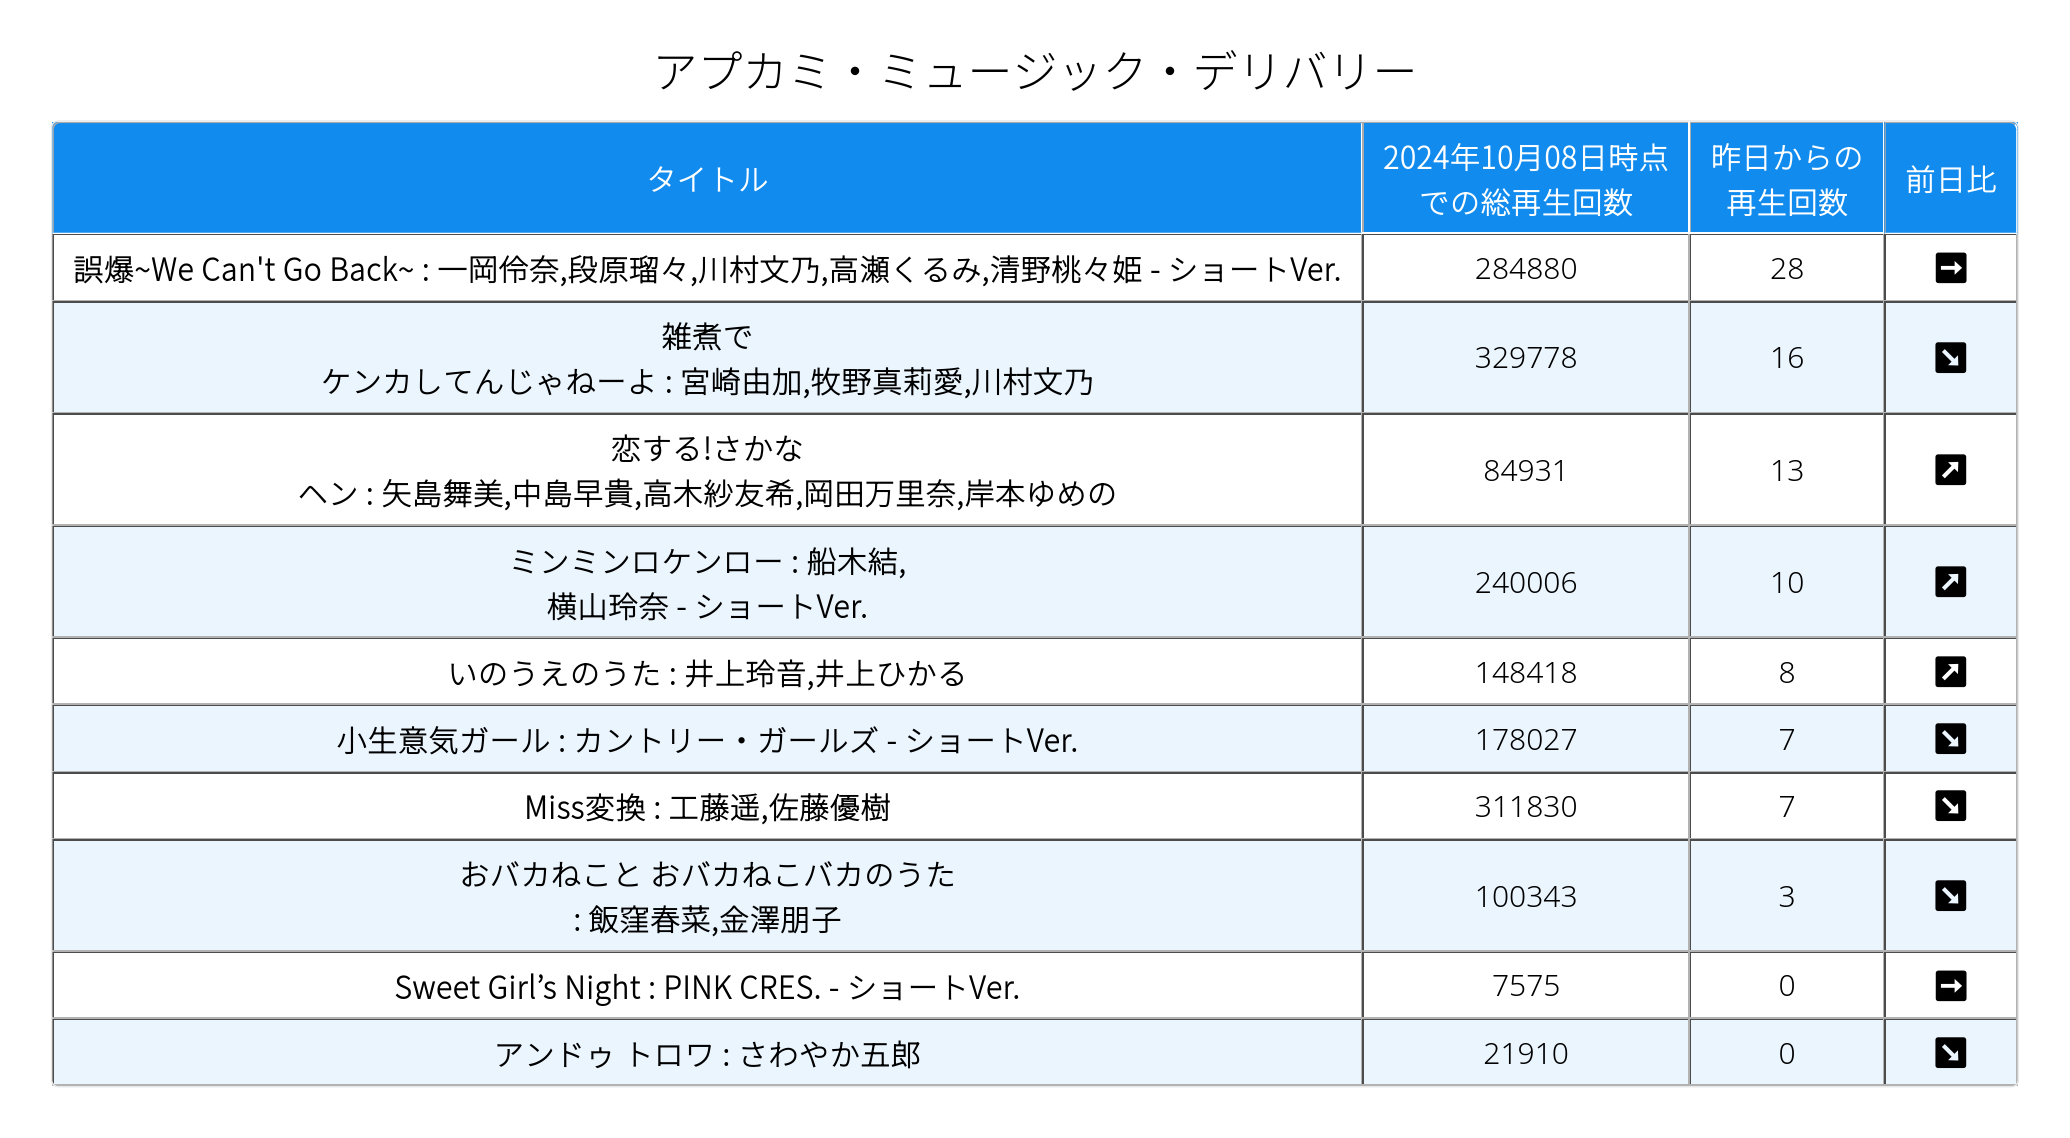 アプカミ・ミュージック・デリバリー
タイトル
2024年10月08日時点
での総再生回数
昨日からの
再生回数
前日比
誤爆~We Can't Go Back~ : 一岡伶奈,段原瑠々,川村文乃,高瀬くるみ,清野桃々姫 - ショートVer.
284880
28
雑煮で
ケンカしてんじゃねーよ : 宮崎由加,牧野真莉愛,川村文乃
329778
16
恋する!さかな
ヘン : 矢島舞美,中島早貴,高木紗友希,岡田万里奈,岸本ゆめの
84931
13
ミンミンロケンロー : 船木結,
横山玲奈 - ショートVer.
240006
10
いのうえのうた : 井上玲音,井上ひかる
148418
8
小生意気ガール : カントリー・ガールズ - ショートVer.
178027
7
Miss変換 : 工藤遥,佐藤優樹
311830
7
おバカねこと おバカねこバカのうた
: 飯窪春菜,金澤朋子
100343
3
Sweet Girl’s Night : PINK CRES. - ショートVer.
7575
0
アンドゥ トロワ : さわやか五郎
21910
0